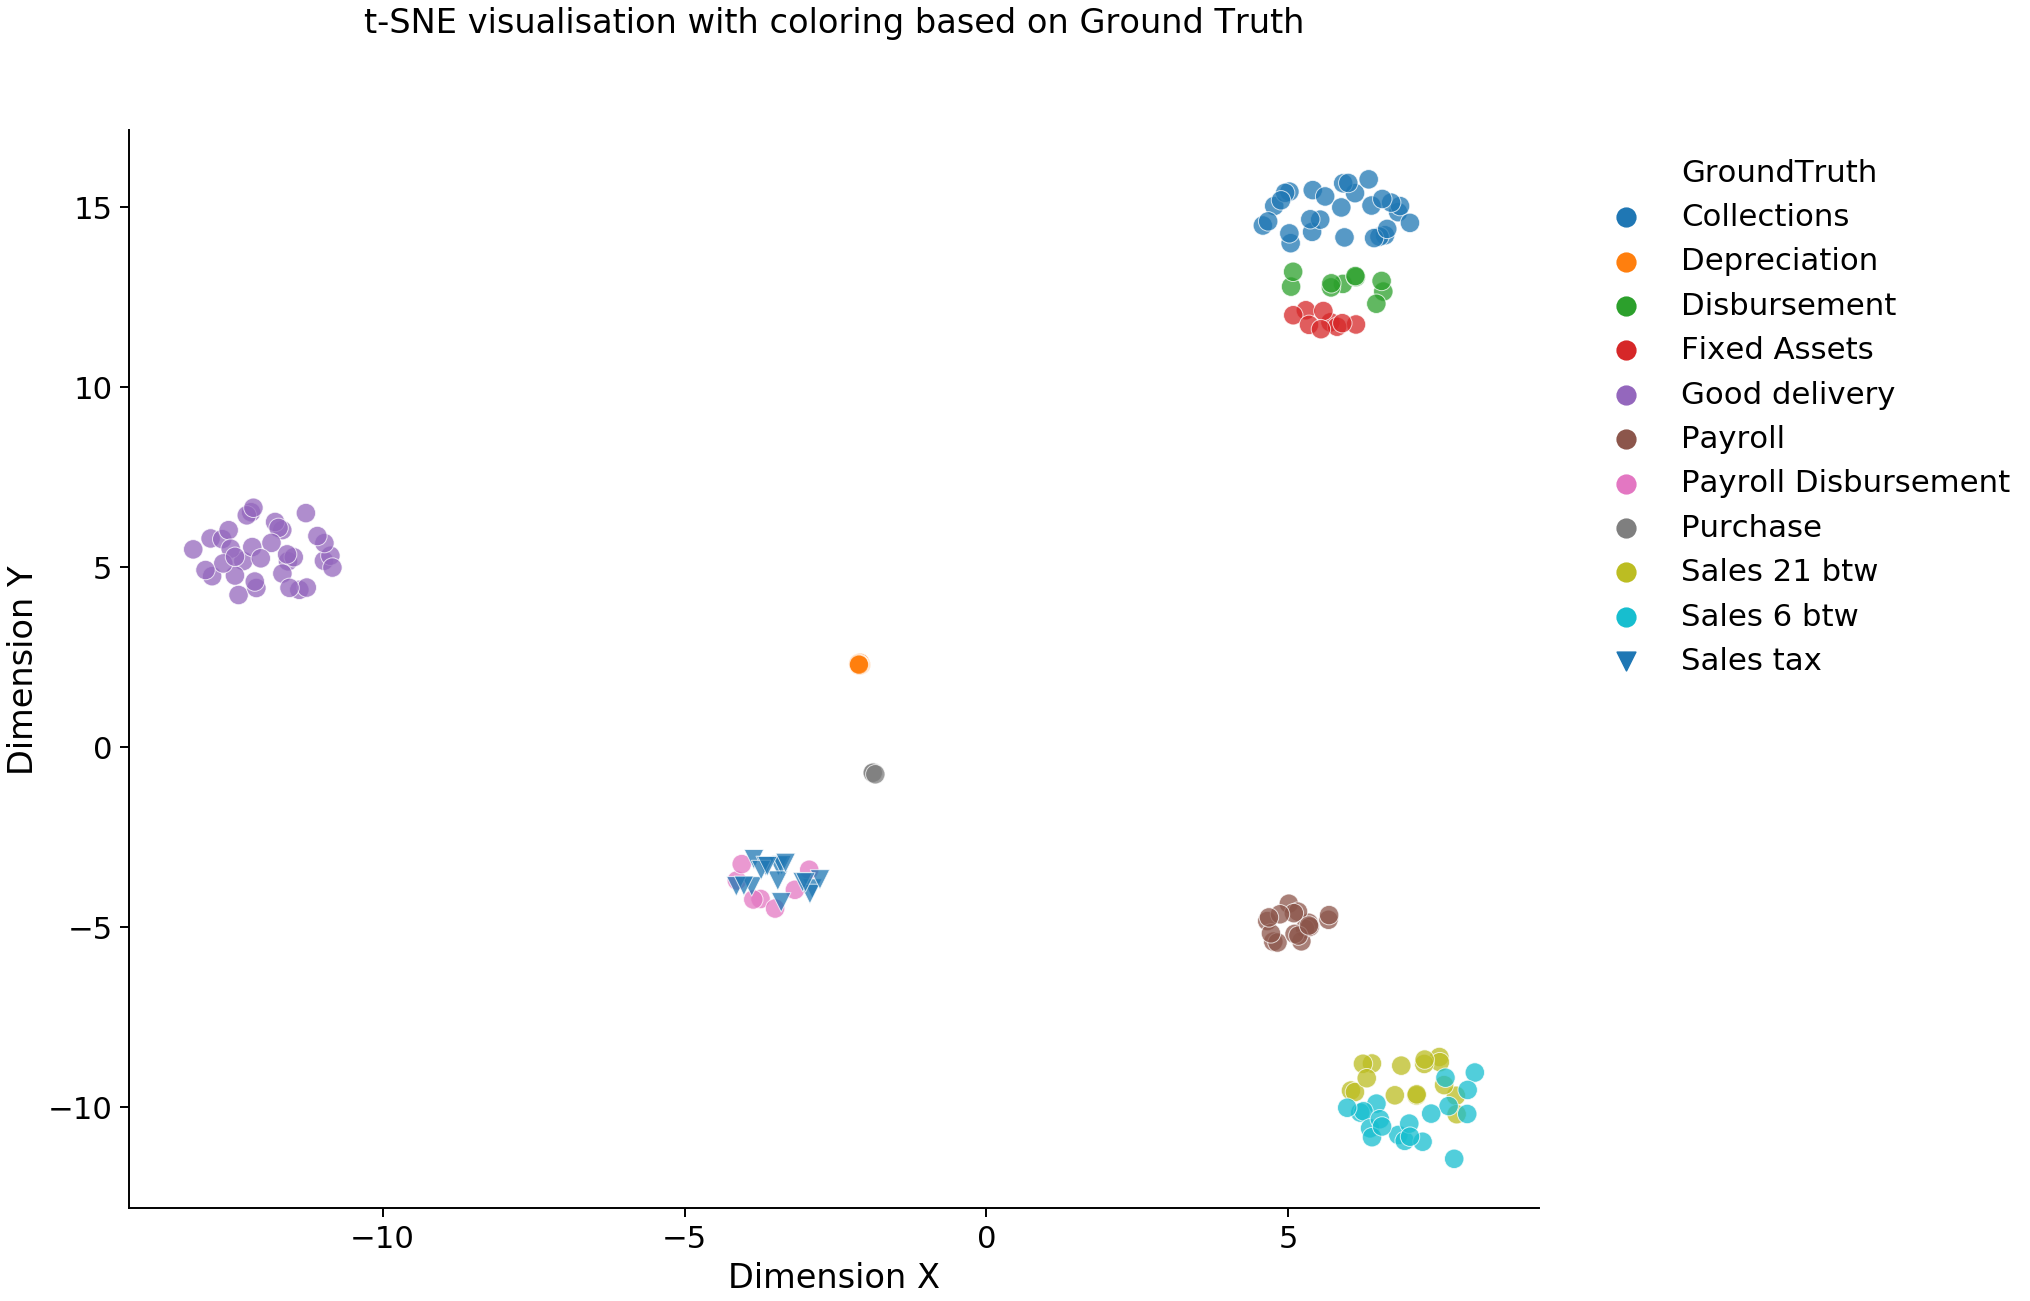 t-SNE visualisation with coloring based on Ground Truth
GroundTruth
Collections
Depreciation
Disbursement
Fixed Assets
Good delivery
Payroll
Payroll Disbursement
Purchase
Sales 21 btw
Sales 6 btw
Sales tax
Dimension Y
15
10
5
0
−5
−10
−10
−5
0
5
Dimension X